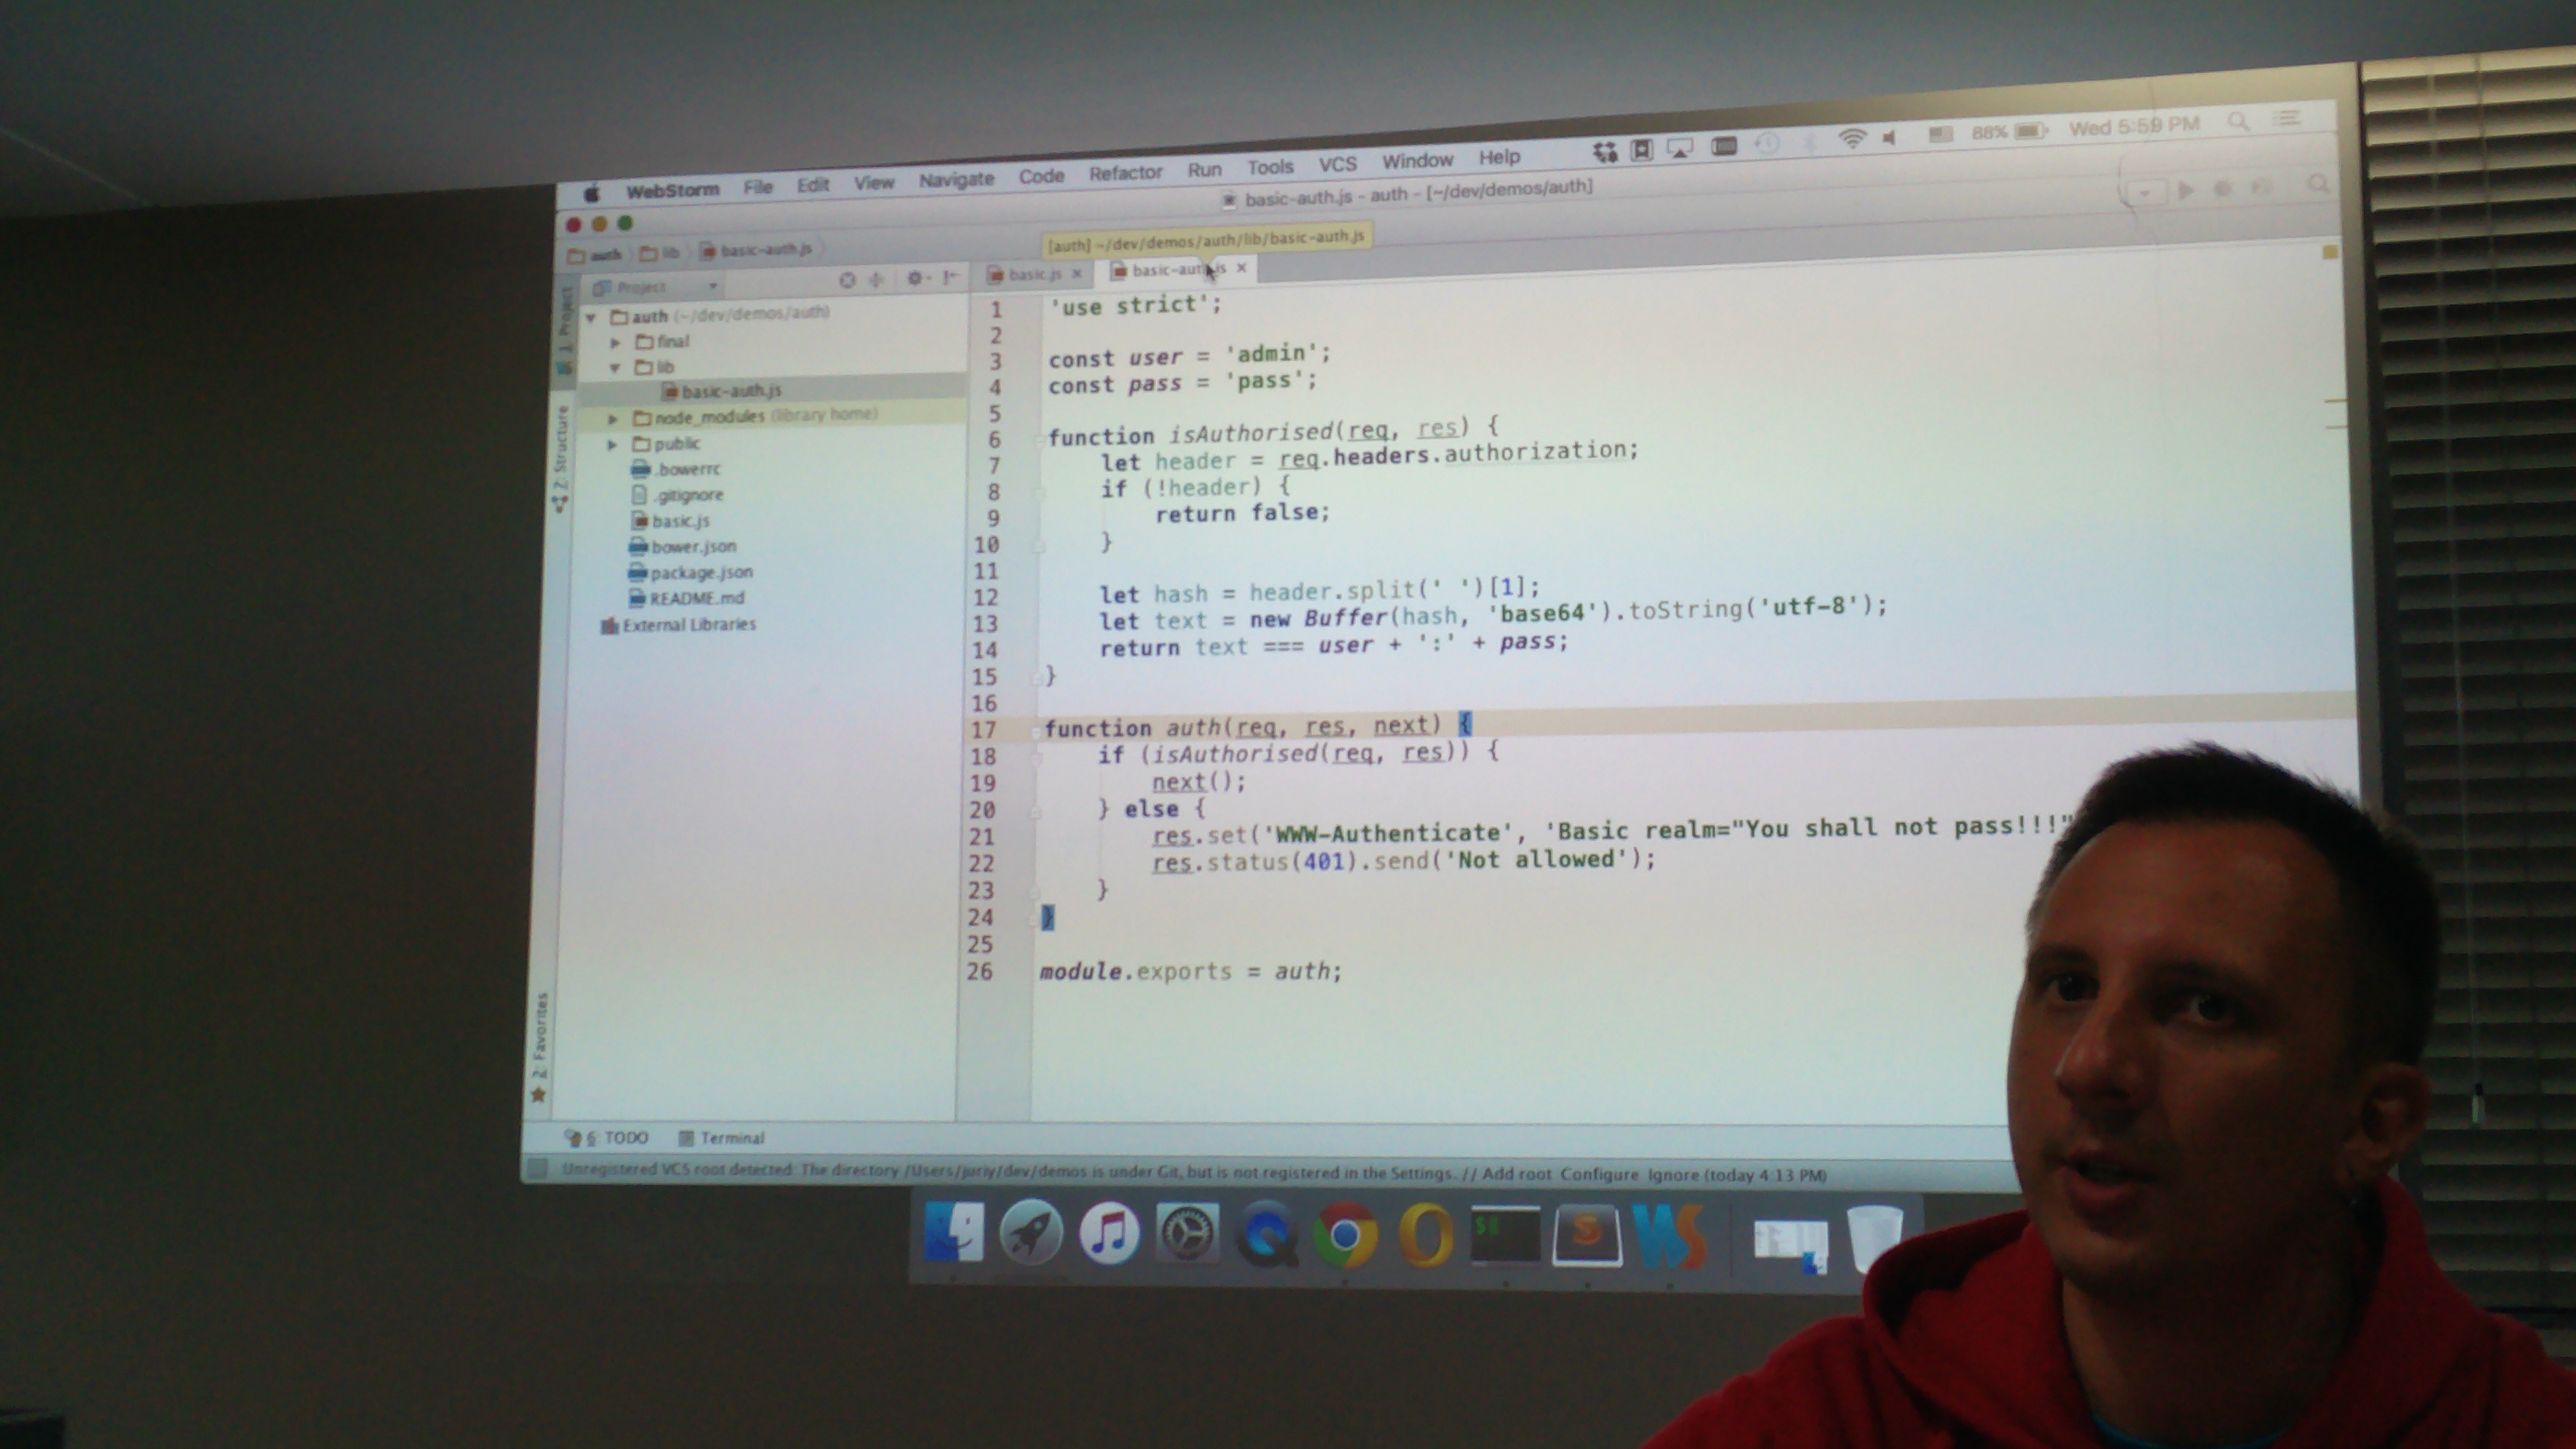 WebStorm File Edit View Navigate Code Refactor Run Tools VCS Window Help 88% Wed 5:59 PM
basic-auth.js - auth - [~/dev/demos/auth]
auth lib basic-auth.js
[auth] ~/dev/demos/auth/lib/basic-auth.js
Project
basic.js basic-auth.js
1: Project
Z: Structure
2: Favorites
auth (~/dev/demos/auth)
final
lib
basic-auth.js
node_modules (library home)
public
.bowerrc
.gitignore
basic.js
bower.json
package.json
README.md
External Libraries
1 'use strict';
2
3 const user = 'admin';
4 const pass = 'pass';
5
6 function isAuthorised(req, res) {
7 let header = req.headers.authorization;
8 if (!header) {
9 return false;
10 }
11
12 let hash = header.split(' ')[1];
13 let text = new Buffer(hash, 'base64').toString('utf-8');
14 return text === user + ':' + pass;
15 }
16
17 function auth(req, res, next) {
18 if (isAuthorised(req, res)) {
19 next();
20 } else {
21 res.set('WWW-Authenticate', 'Basic realm="You shall not pass!!!"
22 res.status(401).send('Not allowed');
23 }
24 }
25
26 module.exports = auth;
6: TODO Terminal
Unregistered VCS root detected: The directory /Users/juriy/dev/demos is under Git, but is not registered in the Settings. // Add root Configure Ignore (today 4:13 PM)